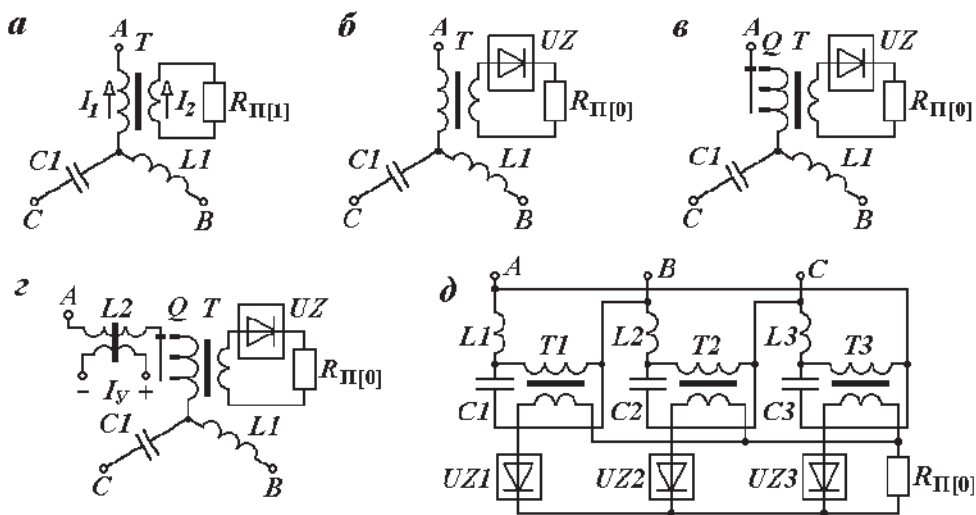 а
A
T
I1
I2
RП[1]
C1
L1
C
B
б
A
T
UZ
RП[0]
C1
L1
C
B
в
A
Q
T
UZ
RП[0]
C1
L1
C
B
г
A
L2
Q
T
UZ
RП[0]
− IУ +
C1
L1
C
B
д
A
B
C
L1
T1
L2
T2
L3
T3
C1
C2
C3
UZ1
UZ2
UZ3
RП[0]